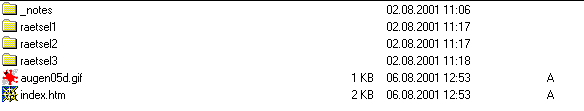 _notes 02.08.2001 11:06
raetsel1 02.08.2001 11:17
raetsel2 02.08.2001 11:17
raetsel3 02.08.2001 11:18
augen05d.gif 1 KB 06.08.2001 12:53 A
index.htm 2 KB 06.08.2001 12:53 A